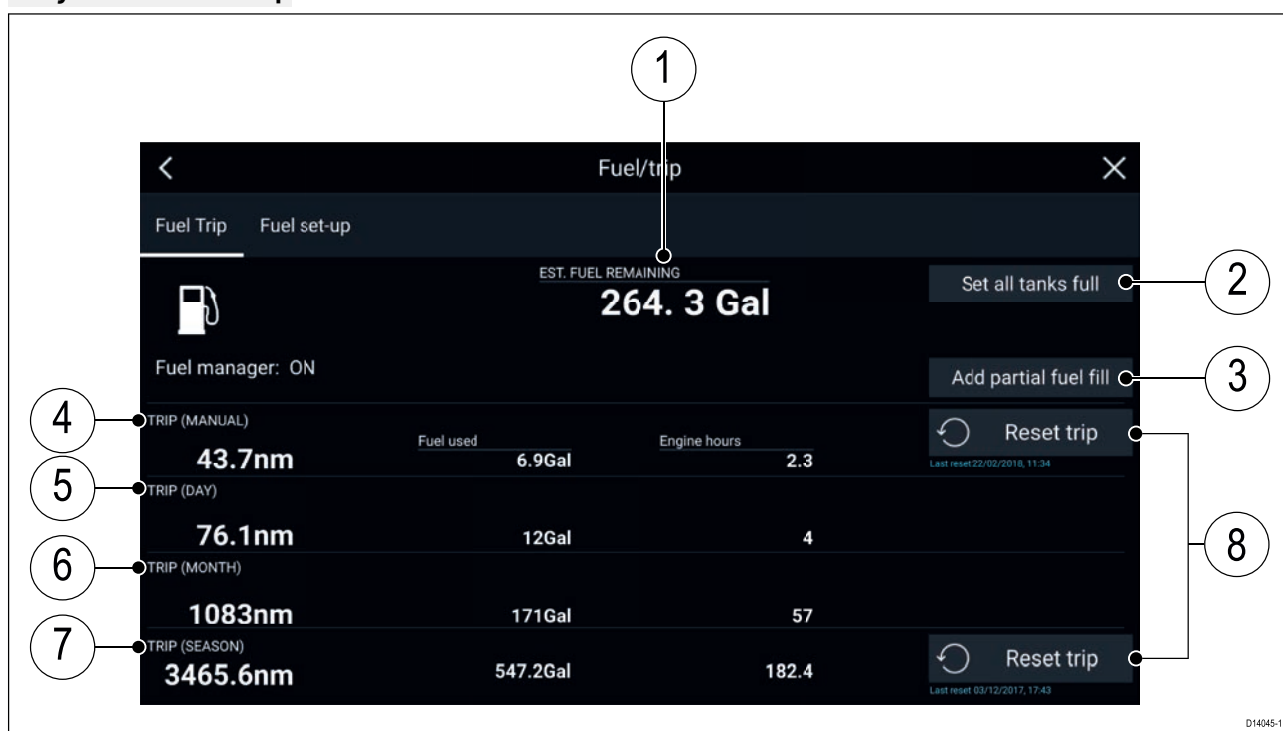 1
Fuel/trip
Fuel Trip Fuel set-up
EST. FUEL REMAINING
264. 3 Gal
Set all tanks full
2
Fuel manager: ON
Add partial fuel fill
3
4
TRIP (MANUAL)
43.7nm
Fuel used
6.9Gal
Engine hours
2.3
Reset trip
Last reset 22/02/2018, 11:34
5
TRIP (DAY)
76.1nm 12Gal 4
8
6
TRIP (MONTH)
1083nm 171Gal 57
7
TRIP (SEASON)
3465.6nm 547.2Gal 182.4
Reset trip
Last reset 03/12/2017, 17:43
D14045-1